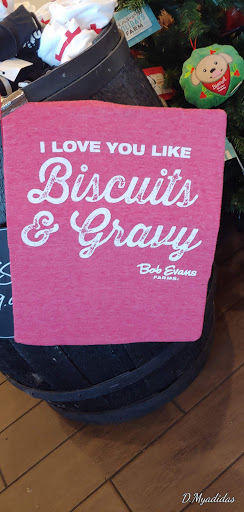 I LOVE YOU LIKE
Biscuits
& Gravy
Bob Evans
FARMS
D.Myadidas